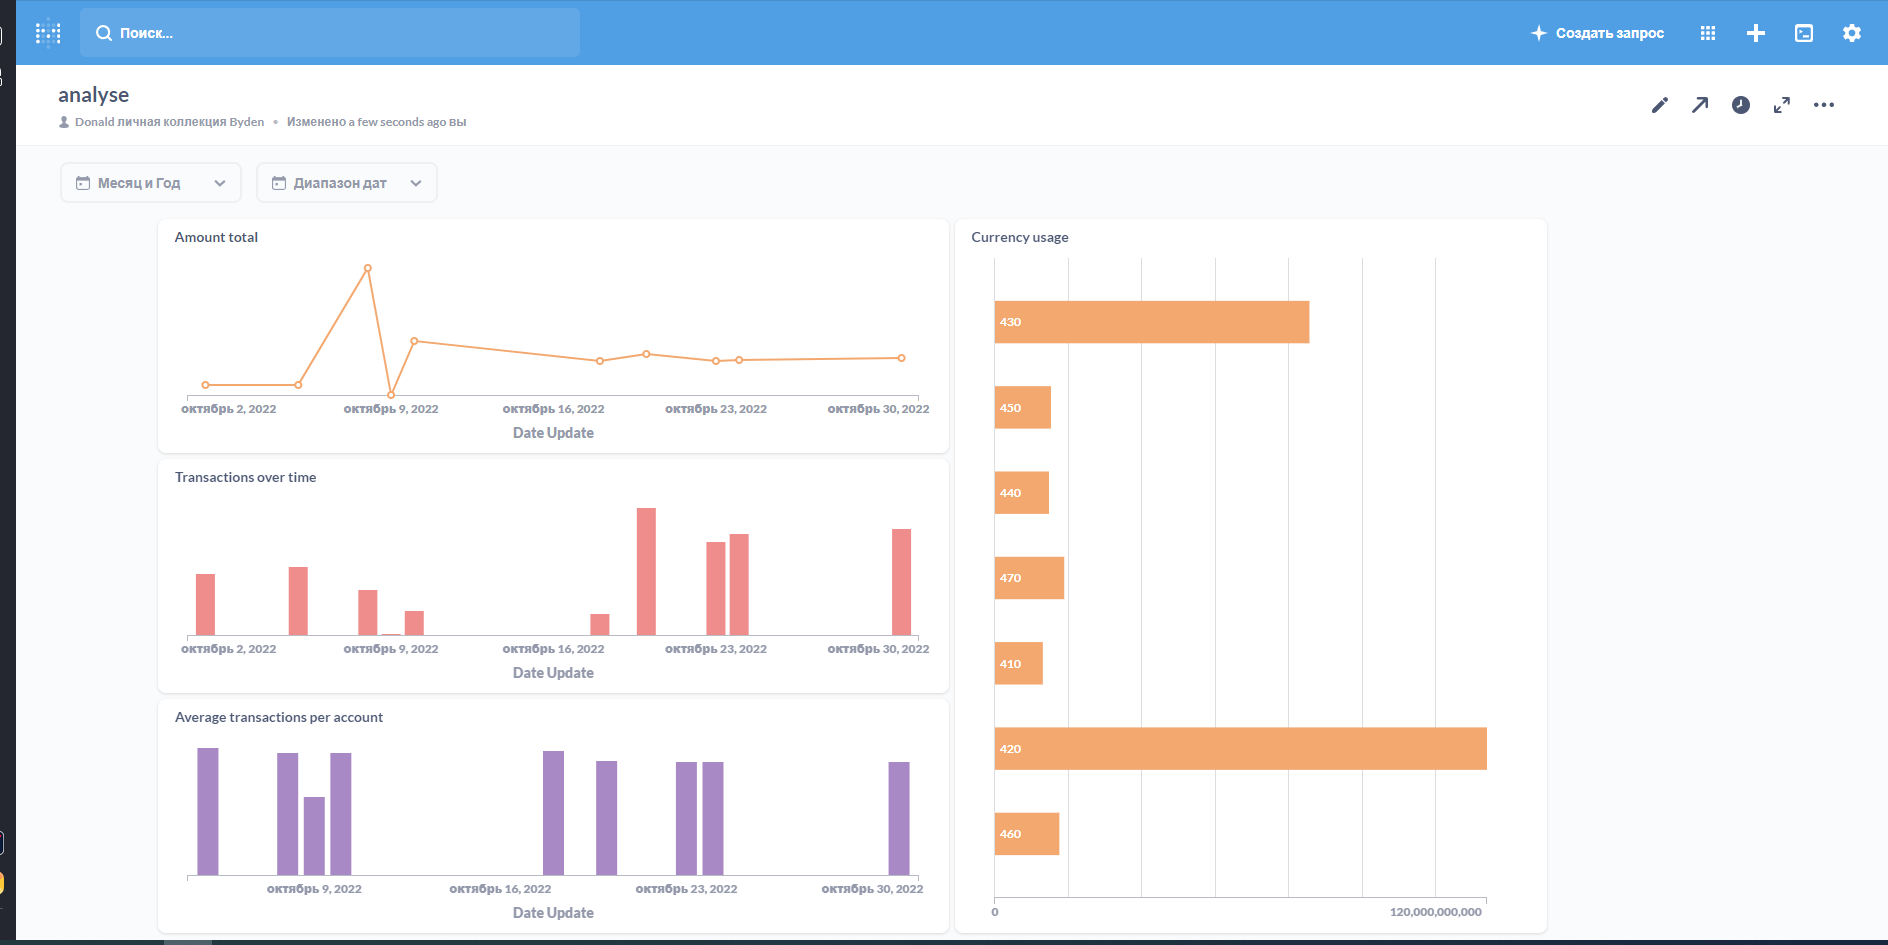 Поиск...
Создать запрос
analyse
Donald личная коллекция Byden • Изменено a few seconds ago вы
Месяц и Год
Диапазон дат
Amount total
октябрь 2, 2022
октябрь 9, 2022
октябрь 16, 2022
октябрь 23, 2022
октябрь 30, 2022
Date Update
Transactions over time
октябрь 2, 2022
октябрь 9, 2022
октябрь 16, 2022
октябрь 23, 2022
октябрь 30, 2022
Date Update
Average transactions per account
октябрь 9, 2022
октябрь 16, 2022
октябрь 23, 2022
октябрь 30, 2022
Date Update
Currency usage
430
450
440
470
410
420
460
0
120,000,000,000